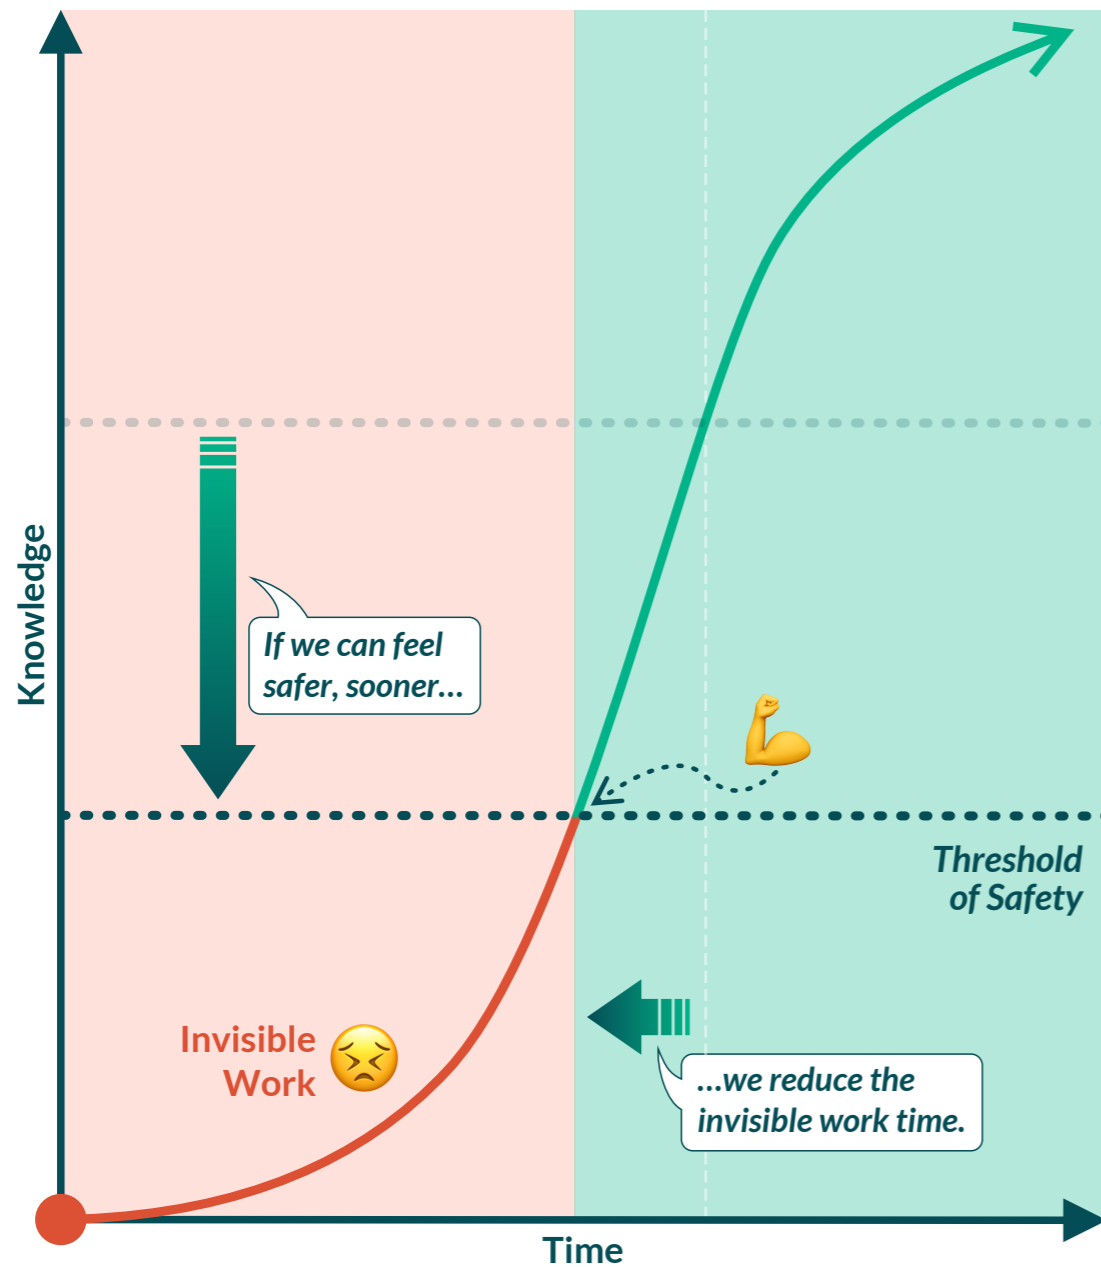 Knowledge
If we can feel
safer, sooner...
Threshold
of Safety
Invisible
Work
...we reduce the
invisible work time.
Time